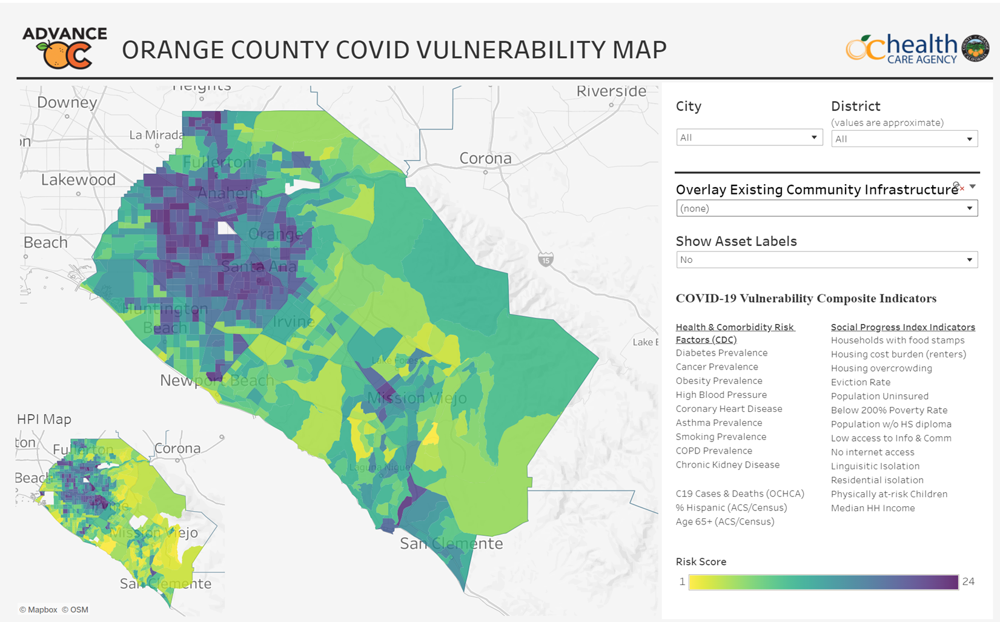 ADVANCE
OC
ORANGE COUNTY COVID VULNERABILITY MAP
OChealth
CARE AGENCY
Heights
Riverside
Downey
La Mirada
on
Fullerton
Corona
Lakewood
Anaheim
Beach
Orange
15
Santa Ana
Huntington
Beach
Irvine
Lake E
Lake Forest
Newport Beach
Mission Viejo
Laguna Niguel
San Clemente
HPI Map
ton
Fullerton
Corona
Beach
Irvine
Mission Viejo
San Clemente
© Mapbox © OSM
City
All
District
(values are approximate)
All
Overlay Existing Community Infrastructure
(none)
Show Asset Labels
No
COVID-19 Vulnerability Composite Indicators
Health & Comorbidity Risk
Factors (CDC)
Diabetes Prevalence
Cancer Prevalence
Obesity Prevalence
High Blood Pressure
Coronary Heart Disease
Asthma Prevalence
Smoking Prevalence
COPD Prevalence
Chronic Kidney Disease
C19 Cases & Deaths (OCHCA)
% Hispanic (ACS/Census)
Age 65+ (ACS/Census)
Social Progress Index Indicators
Households with food stamps
Housing cost burden (renters)
Housing overcrowding
Eviction Rate
Population Uninsured
Below 200% Poverty Rate
Population w/o HS diploma
Low access to Info & Comm
No internet access
Linguisitic Isolation
Residential isolation
Physically at-risk Children
Median HH Income
Risk Score
1
24